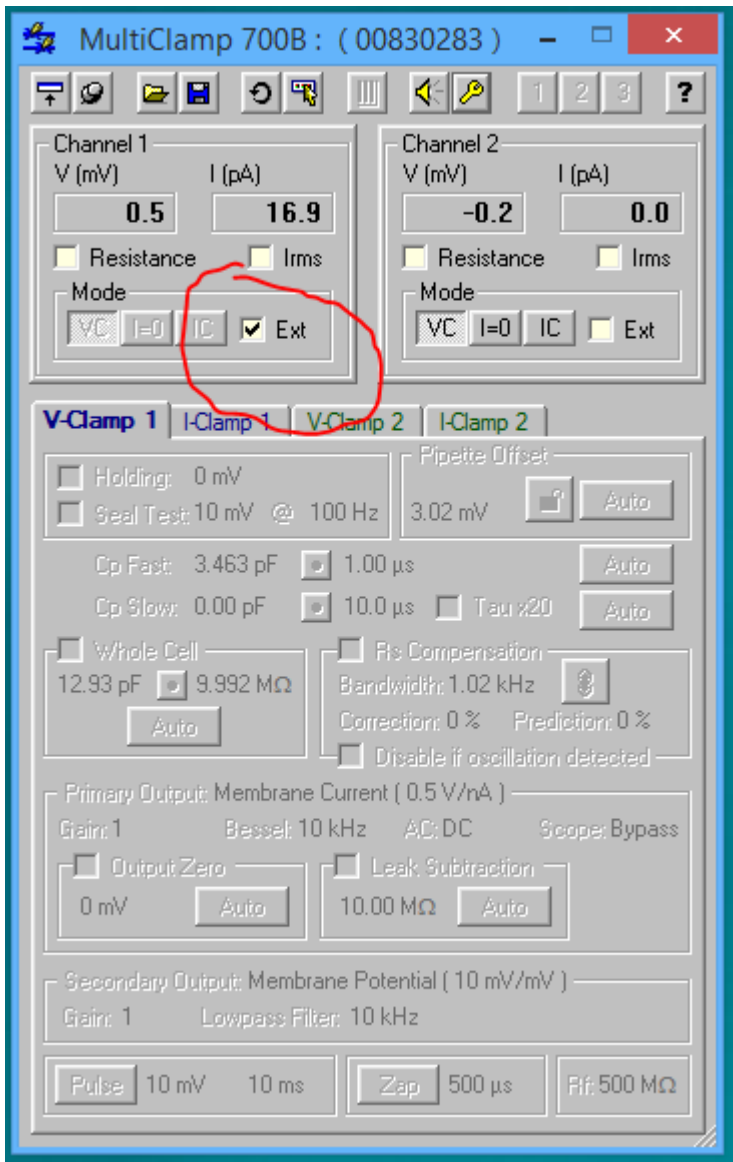 MultiClamp 700B : ( 00830283 )
1 2 3 ?
Channel 1 Channel 2
V (mV) I (pA) V (mV) I (pA)
0.5 16.9 -0.2 0.0
Resistance Irms Resistance Irms
Mode Mode
VC I=0 IC Ext VC I=0 IC Ext
V-Clamp 1 I-Clamp 1 V-Clamp 2 I-Clamp 2
Holding: 0 mV Pipette Offset
Seal Test: 10 mV @ 100 Hz 3.02 mV Auto
Cp Fast: 3.463 pF 1.00 µs Auto
Cp Slow: 0.00 pF 10.0 µs Tau x20 Auto
Whole Cell Rs Compensation
12.93 pF 9.992 MΩ Bandwidth: 1.02 kHz
Auto Correction: 0 % Prediction: 0 %
Disable if oscillation detected
Primary Output: Membrane Current ( 0.5 V/nA )
Gain: 1 Bessel: 10 kHz AC: DC Scope: Bypass
Output Zero Leak Subtraction
0 mV Auto 10.00 MΩ Auto
Secondary Output: Membrane Potential ( 10 mV/mV )
Gain: 1 Lowpass Filter: 10 kHz
Pulse 10 mV 10 ms Zap 500 µs Rf: 500 MΩ